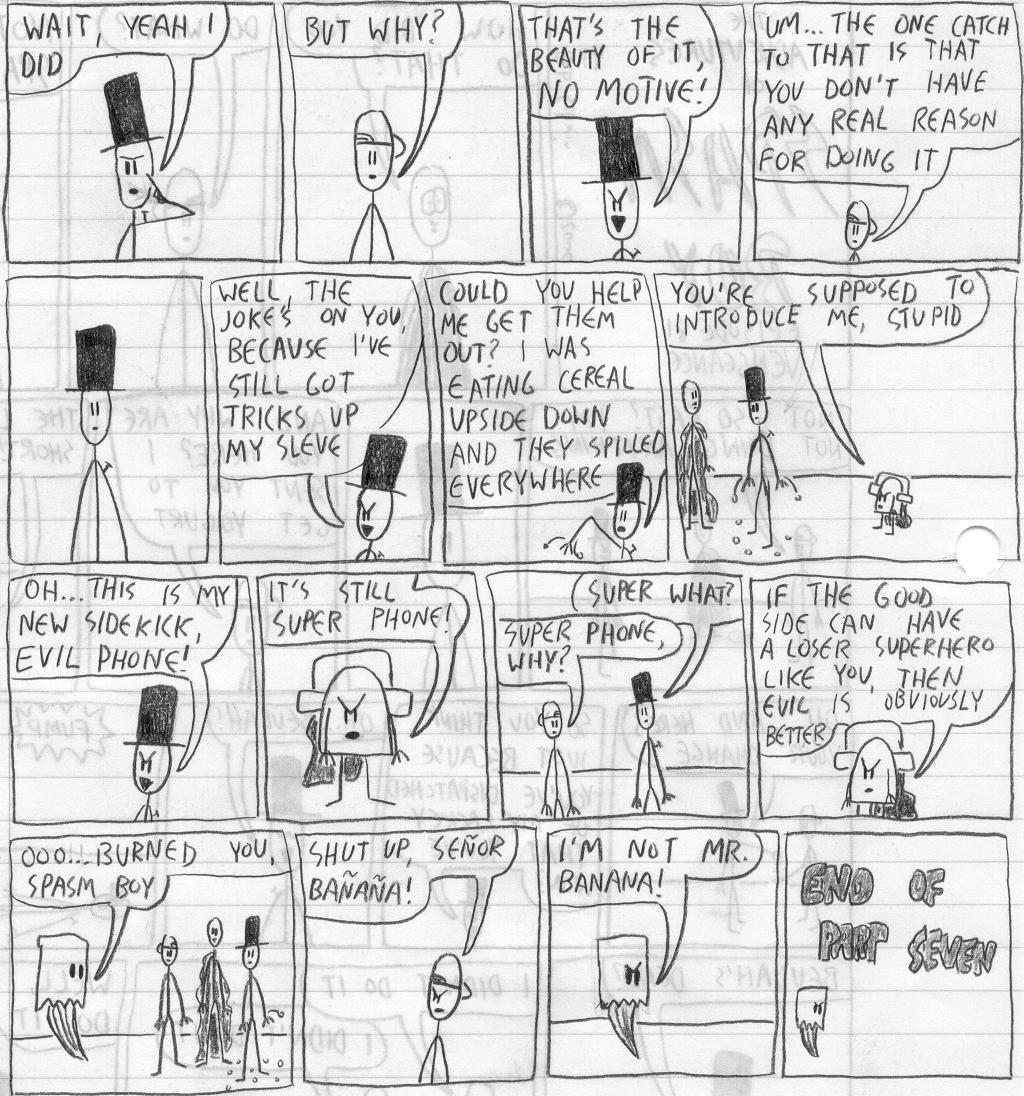 WAIT, YEAH I
DID
BUT WHY?
THAT'S THE
BEAUTY OF IT,
NO MOTIVE!
UM... THE ONE CATCH
TO THAT IS THAT
YOU DON'T HAVE
ANY REAL REASON
FOR DOING IT
WELL, THE
JOKE'S ON YOU,
BECAUSE I'VE
STILL GOT
TRICKS UP
MY SLEVE
COULD YOU HELP
ME GET THEM
OUT? I WAS
EATING CEREAL
UPSIDE DOWN
AND THEY SPILLED
EVERYWHERE
YOU'RE SUPPOSED TO
INTRODUCE ME, STUPID
OH... THIS IS MY
NEW SIDEKICK,
EVIL PHONE!
IT'S STILL
SUPER PHONE!
SUPER WHAT?
SUPER PHONE,
WHY?
IF THE GOOD
SIDE CAN HAVE
A LOSER SUPERHERO
LIKE YOU, THEN
EVIL IS OBVIOUSLY
BETTER
OOO... BURNED YOU,
SPASM BOY
SHUT UP, SEÑOR
BAÑAÑA!
I'M NOT MR.
BANANA!
END OF
PART SEVEN